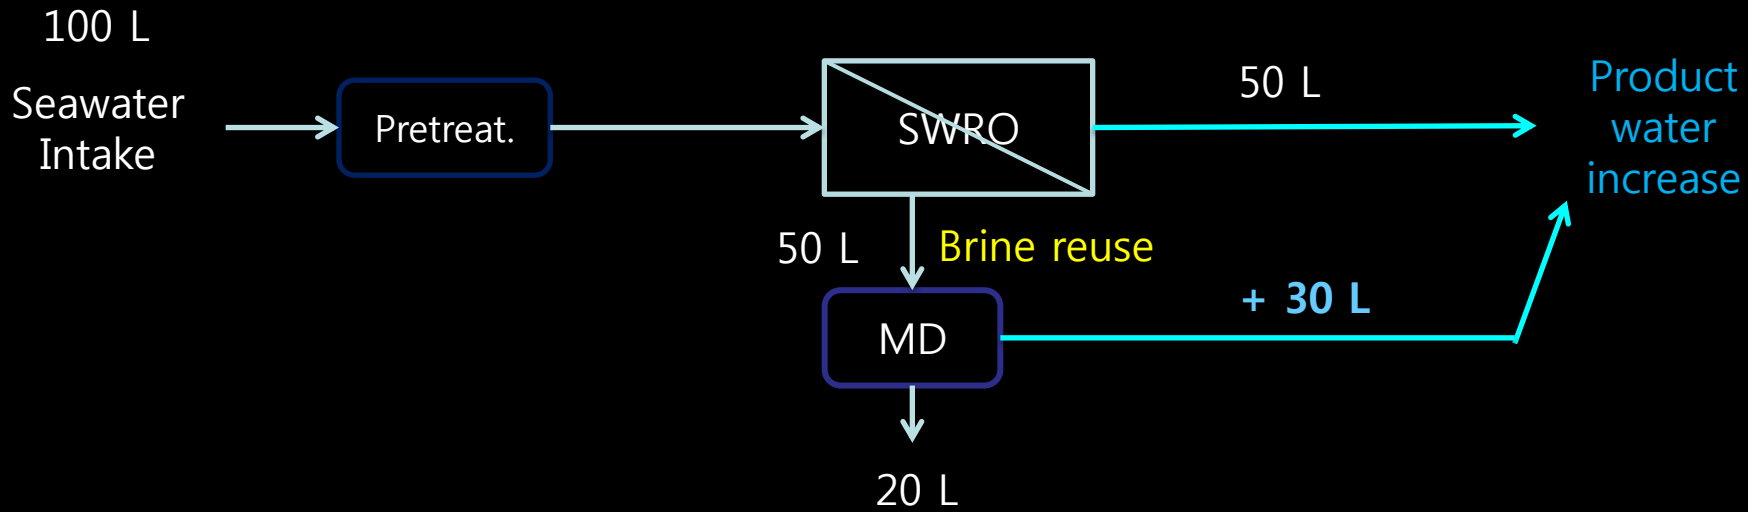 100 L
Seawater
Intake
Pretreat.
SWRO
50 L
Product
water
increase
50 L
Brine reuse
+ 30 L
MD
20 L